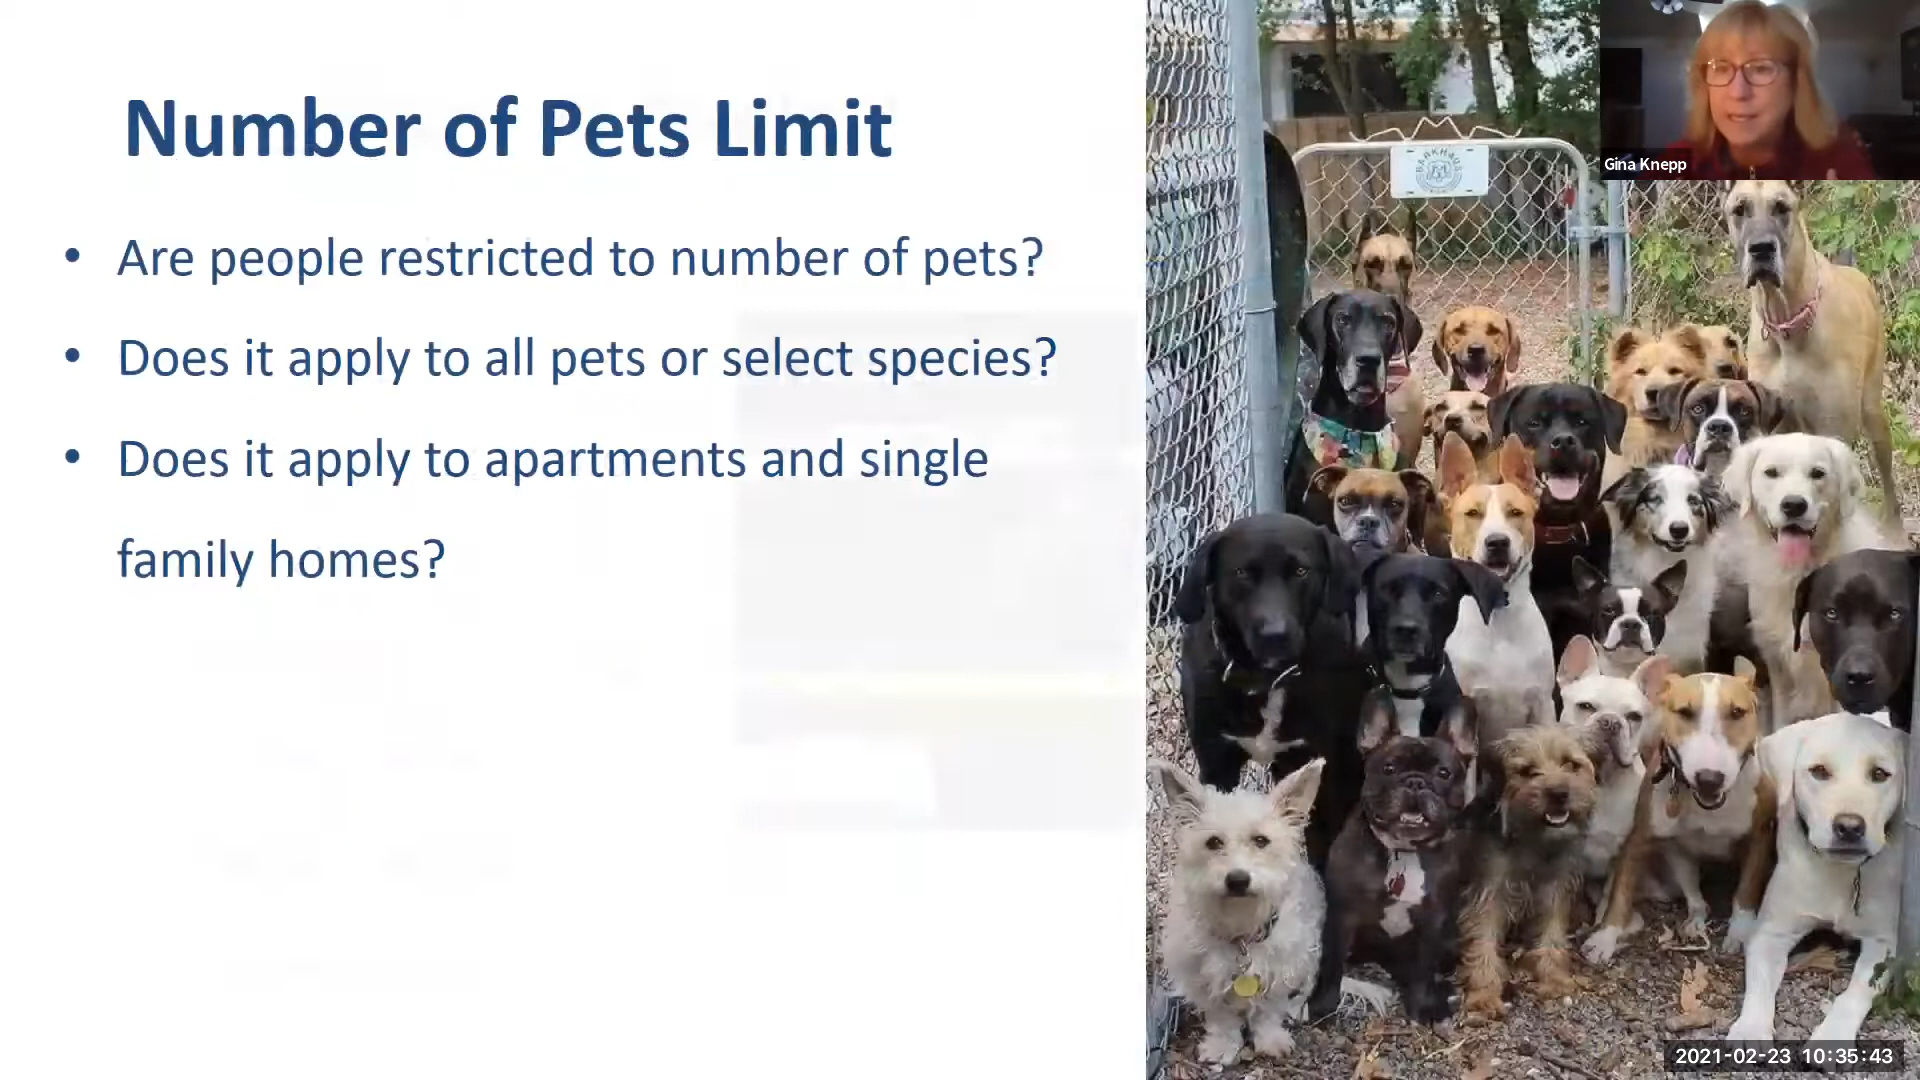 Number of Pets Limit
• Are people restricted to number of pets?
• Does it apply to all pets or select species?
• Does it apply to apartments and single
family homes?
Gina Knepp
BARKHAUS
2021-02-23 10:35:43